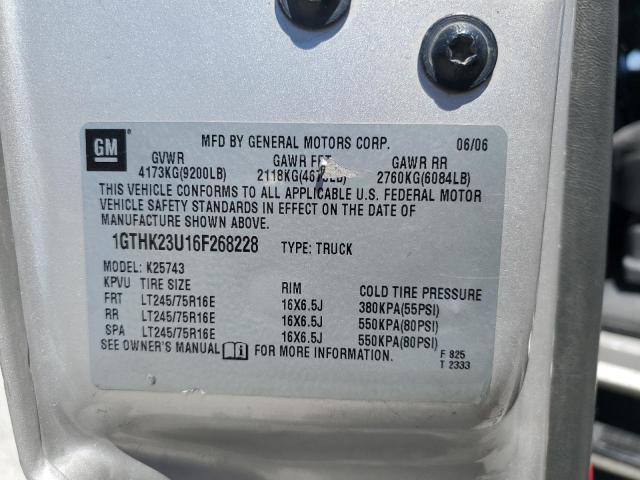 GM
MFD BY GENERAL MOTORS CORP. 06/06
GVWR GAWR FRT GAWR RR
4173KG(9200LB) 2118KG(4670LB) 2760KG(6084LB)
THIS VEHICLE CONFORMS TO ALL APPLICABLE U.S. FEDERAL MOTOR
VEHICLE SAFETY STANDARDS IN EFFECT ON THE DATE OF
MANUFACTURE SHOWN ABOVE.
1GTHK23U16F268228 TYPE: TRUCK
MODEL: K25743
KPVU TIRE SIZE RIM COLD TIRE PRESSURE
FRT LT245/75R16E 16X6.5J 380KPA(55PSI)
RR LT245/75R16E 16X6.5J 550KPA(80PSI)
SPA LT245/75R16E 16X6.5J 550KPA(80PSI)
SEE OWNER'S MANUAL FOR MORE INFORMATION. F 825
T 2333